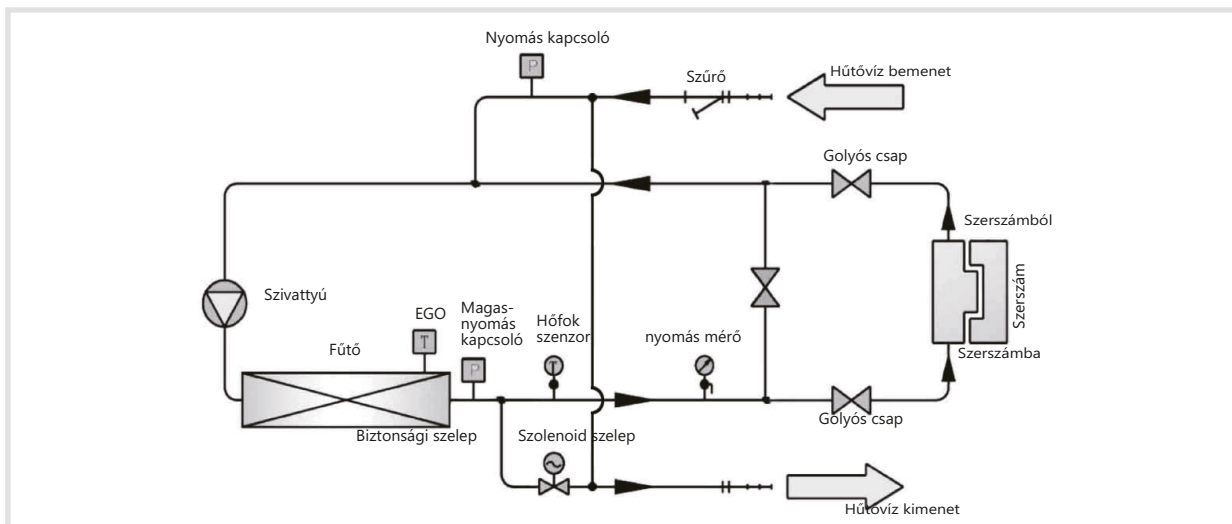 Nyomás kapcsoló
P
Szűrő
Hűtővíz bemenet
Golyós csap
Szerszámból
Szerszám
Szivattyú
EGO
T
Magas-
nyomás
kapcsoló
P
Hőfok
szenzor
T
nyomás mérő
Fűtő
Szerszámba
Biztonsági szelep
Szolenoid szelep
Golyós csap
Hűtővíz kimenet